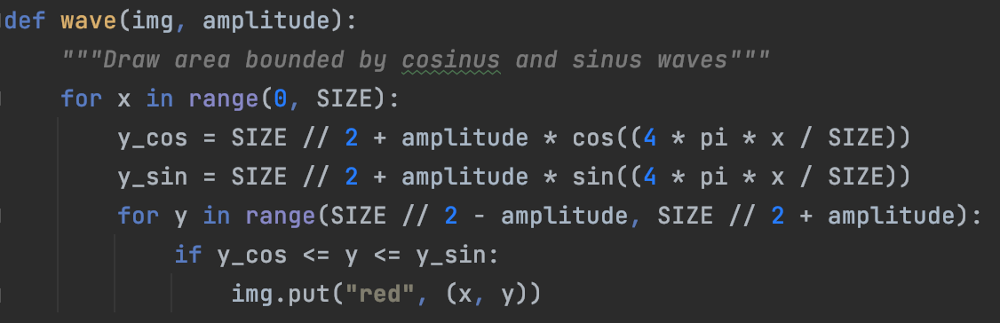 def wave(img, amplitude):
    """Draw area bounded by cosinus and sinus waves"""
    for x in range(0, SIZE):
        y_cos = SIZE // 2 + amplitude * cos((4 * pi * x / SIZE))
        y_sin = SIZE // 2 + amplitude * sin((4 * pi * x / SIZE))
        for y in range(SIZE // 2 - amplitude, SIZE // 2 + amplitude):
            if y_cos <= y <= y_sin:
                img.put("red", (x, y))